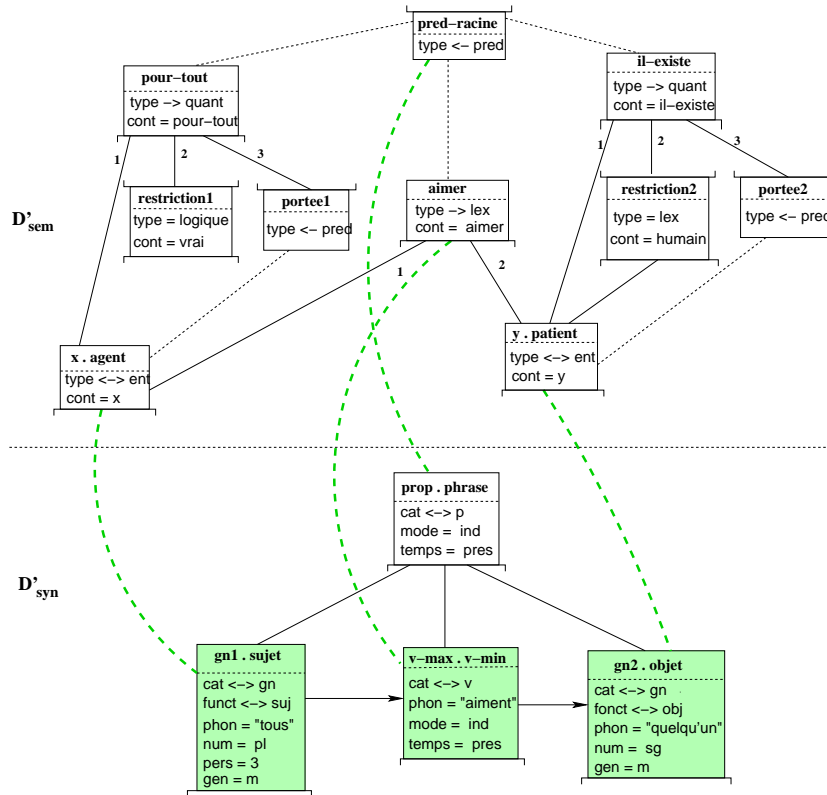 pred-racine
type <- pred
pour-tout
type -> quant
cont = pour-tout
il-existe
type -> quant
cont = il-existe
1
2
3
1
2
3
restriction1
type = logique
cont = vrai
portee1
type <- pred
aimer
type -> lex
cont = aimer
restriction2
type = lex
cont = humain
portee2
type <- pred
D'sem
1
2
x . agent
type <-> ent
cont = x
y . patient
type <-> ent
cont = y
prop . phrase
cat <-> p
mode = ind
temps = pres
D'syn
gn1 . sujet
cat <-> gn
funct <-> suj
phon = "tous"
num = pl
pers = 3
gen = m
v-max . v-min
cat <-> v
phon = "aiment"
mode = ind
temps = pres
gn2 . objet
cat <-> gn
fonct <-> obj
phon = "quelqu'un"
num = sg
gen = m